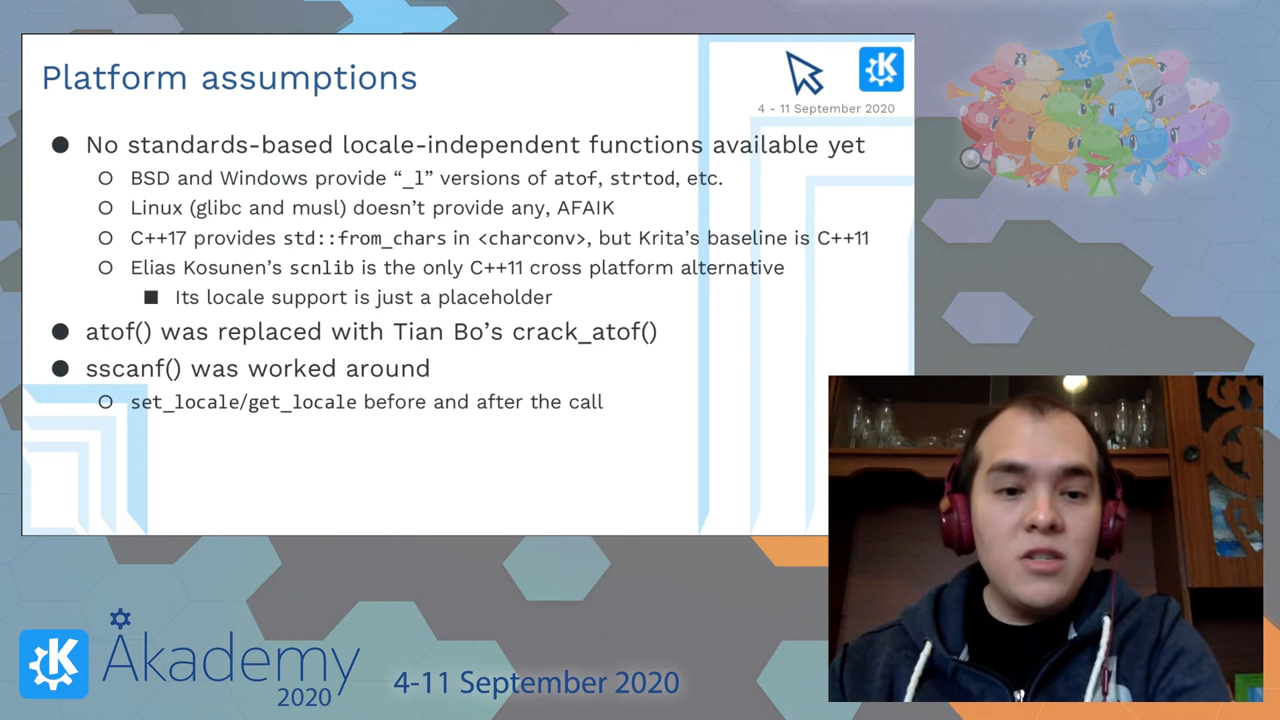 Platform assumptions
4 - 11 September 2020
● No standards-based locale-independent functions available yet
○ BSD and Windows provide “_l” versions of atof, strtod, etc.
○ Linux (glibc and musl) doesn’t provide any, AFAIK
○ C++17 provides std::from_chars in <charconv>, but Krita’s baseline is C++11
○ Elias Kosunen’s scnlib is the only C++11 cross platform alternative
■ Its locale support is just a placeholder
● atof() was replaced with Tian Bo’s crack_atof()
● sscanf() was worked around
○ set_locale/get_locale before and after the call
Akademy
2020
4-11 September 2020